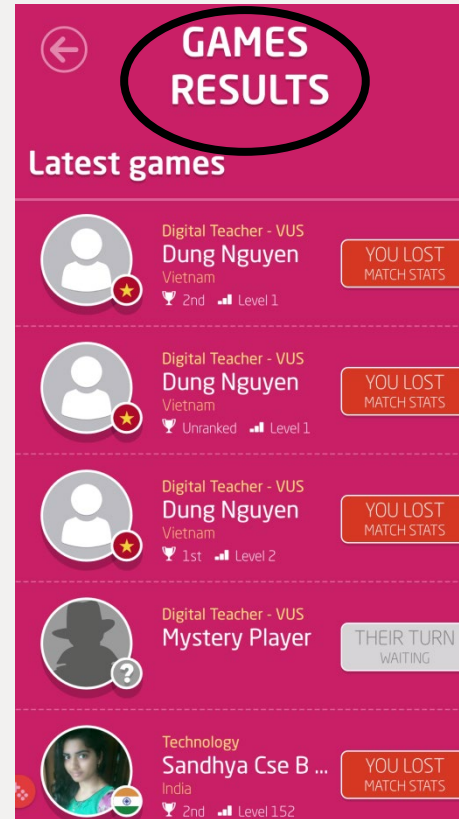 GAMES
RESULTS
Latest games
Digital Teacher - VUS
Dung Nguyen
Vietnam
2nd Level 1
YOU LOST
MATCH STATS
Digital Teacher - VUS
Dung Nguyen
Vietnam
Unranked Level 1
YOU LOST
MATCH STATS
Digital Teacher - VUS
Dung Nguyen
Vietnam
1st Level 2
YOU LOST
MATCH STATS
Digital Teacher - VUS
Mystery Player
?
THEIR TURN
WAITING
Technology
Sandhya Cse B ...
India
2nd Level 152
YOU LOST
MATCH STATS